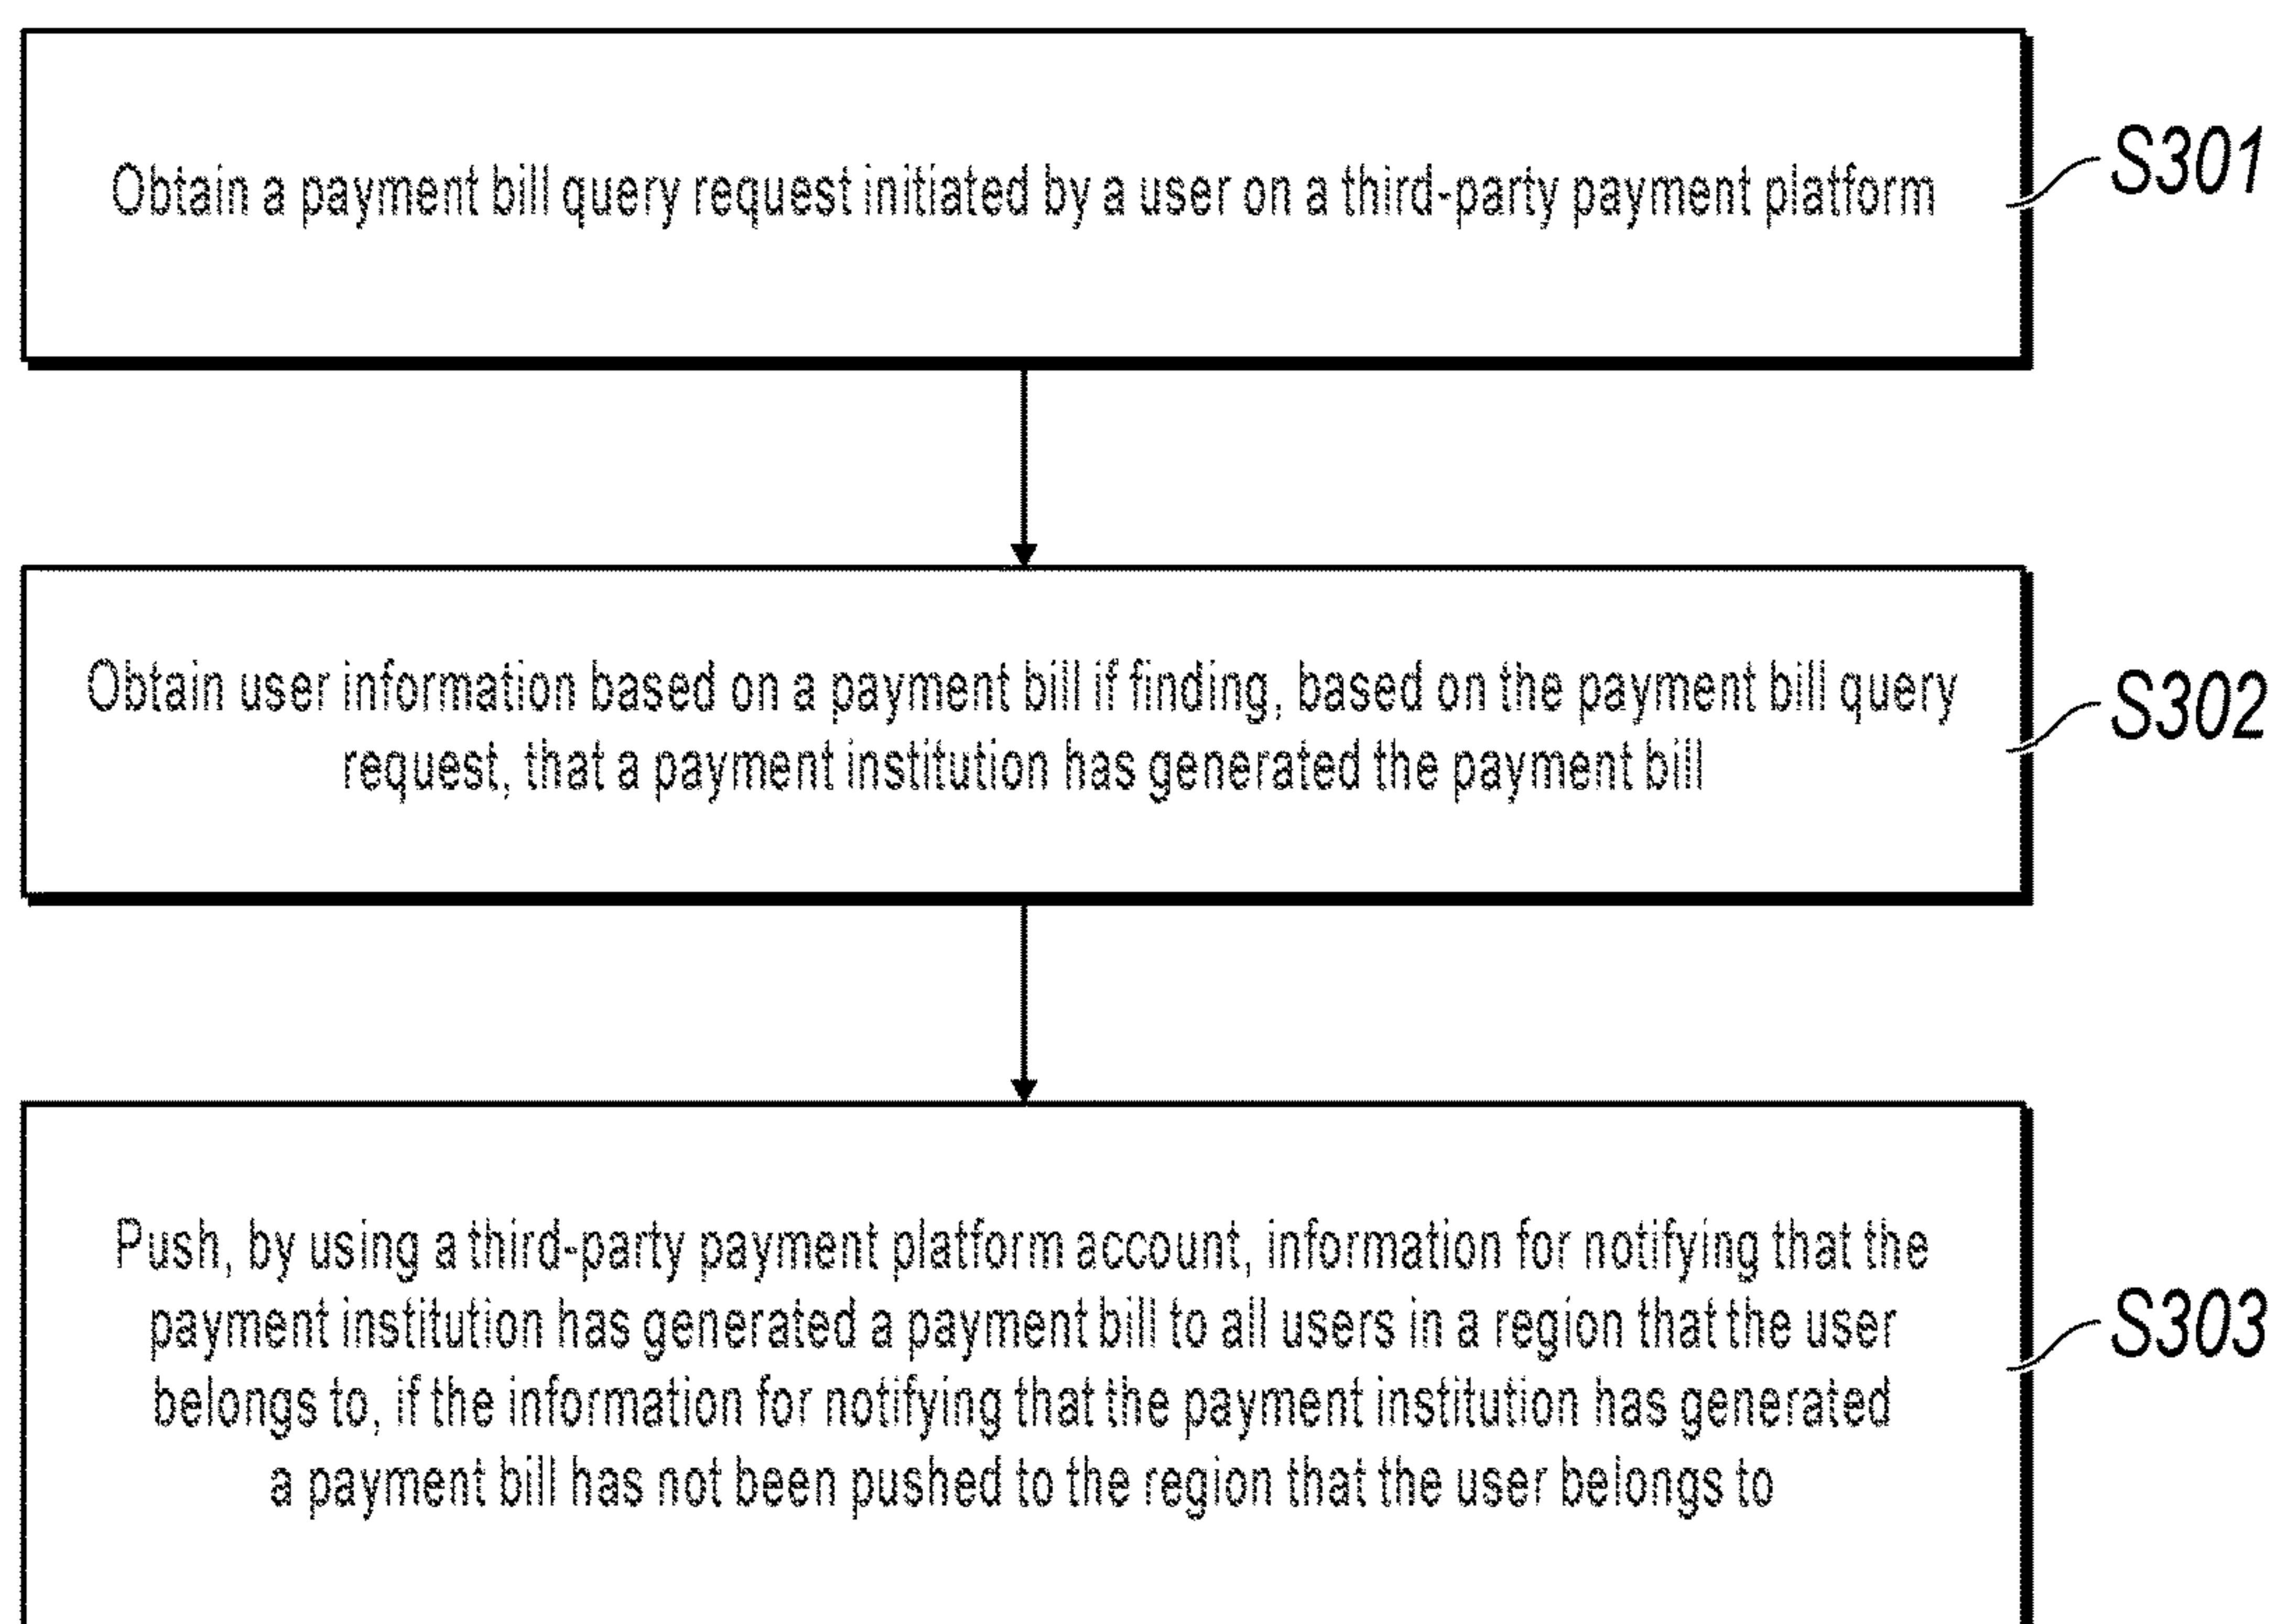 Obtain a payment bill query request initiated by a user on a third-party payment platform
S301
Obtain user information based on a payment bill if finding, based on the payment bill query
request, that a payment institution has generated the payment bill
S302
Push, by using a third-party payment platform account, information for notifying that the
payment institution has generated a payment bill to all users in a region that the user
belongs to, if the information for notifying that the payment institution has generated
a payment bill has not been pushed to the region that the user belongs to
S303